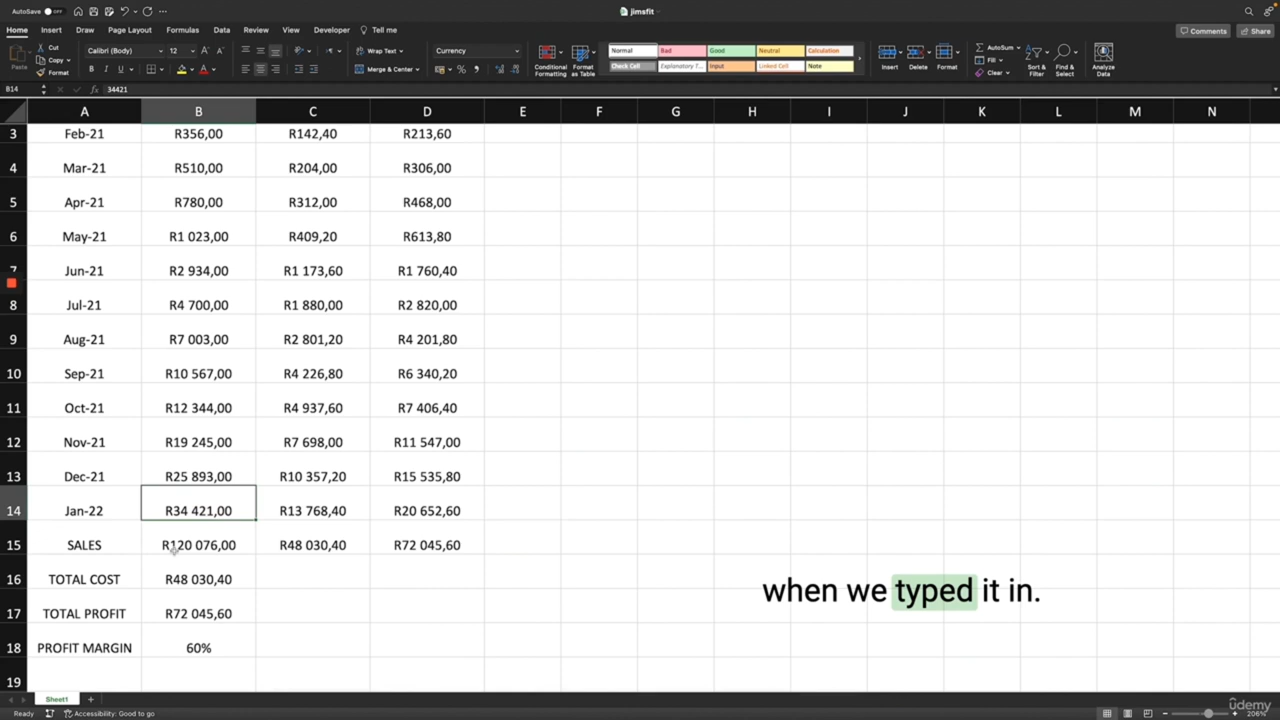 AutoSave OFF
jimsfit
Home Insert Draw Page Layout Formulas Data Review View Developer Tell me
Comments Share
Paste Cut Copy Format
Calibri (Body) 12
B I U
Wrap Text
Merge & Center
Currency
Conditional Formatting
Format as Table
Normal Bad Good Neutral Calculation
Check Cell Explanatory T... Input Linked Cell Note
Insert Delete Format
AutoSum
Fill
Clear
Sort & Filter
Find & Select
Analyze Data
B14 fx 34421
A B C D E F G H I J K L M N
3 Feb-21 R356,00 R142,40 R213,60
4 Mar-21 R510,00 R204,00 R306,00
5 Apr-21 R780,00 R312,00 R468,00
6 May-21 R1 023,00 R409,20 R613,80
7 Jun-21 R2 934,00 R1 173,60 R1 760,40
8 Jul-21 R4 700,00 R1 880,00 R2 820,00
9 Aug-21 R7 003,00 R2 801,20 R4 201,80
10 Sep-21 R10 567,00 R4 226,80 R6 340,20
11 Oct-21 R12 344,00 R4 937,60 R7 406,40
12 Nov-21 R19 245,00 R7 698,00 R11 547,00
13 Dec-21 R25 893,00 R10 357,20 R15 535,80
14 Jan-22 R34 421,00 R13 768,40 R20 652,60
15 SALES R120 076,00 R48 030,40 R72 045,60
16 TOTAL COST R48 030,40
when we typed it in.
17 TOTAL PROFIT R72 045,60
18 PROFIT MARGIN 60%
19
Sheet1
udemy
Ready Accessibility: Good to go 206%